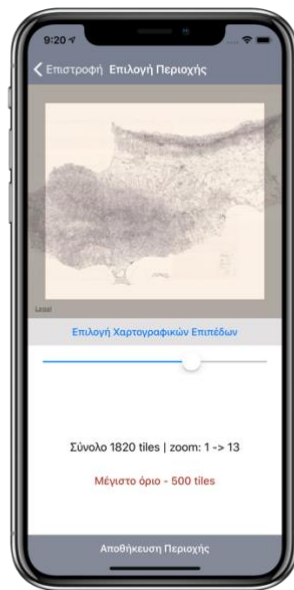 9:20
Επιστροφή Επιλογή Περιοχής
Legal
Επιλογή Χαρτογραφικών Επιπέδων
Σύνολο 1820 tiles | zoom: 1 -> 13
Μέγιστο όριο - 500 tiles
Αποθήκευση Περιοχής